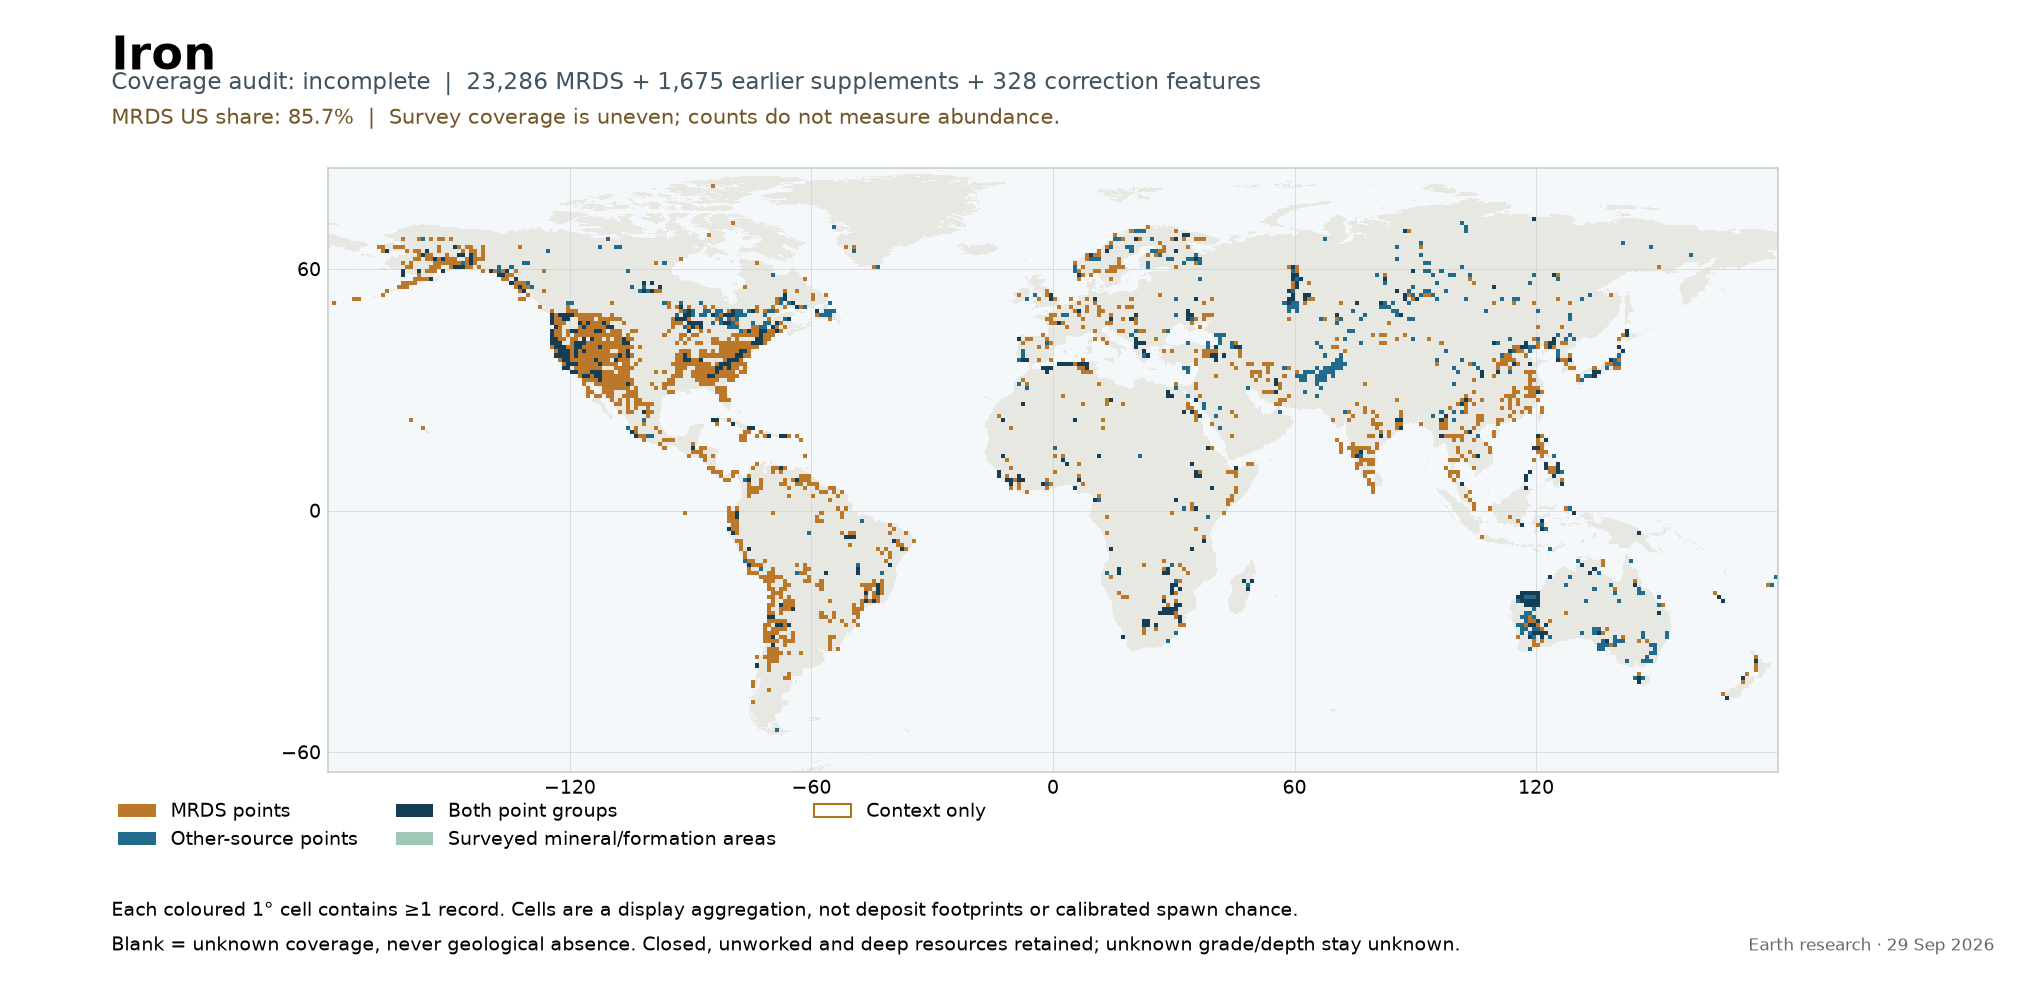 Iron
Coverage audit: incomplete | 23,286 MRDS + 1,675 earlier supplements + 328 correction features
MRDS US share: 85.7% | Survey coverage is uneven; counts do not measure abundance.
60
0
−60
−120
−60
0
60
120
MRDS points
Both point groups
Context only
Other-source points
Surveyed mineral/formation areas
Each coloured 1° cell contains ≥1 record. Cells are a display aggregation, not deposit footprints or calibrated spawn chance.
Blank = unknown coverage, never geological absence. Closed, unworked and deep resources retained; unknown grade/depth stay unknown.
Earth research · 29 Sep 2026